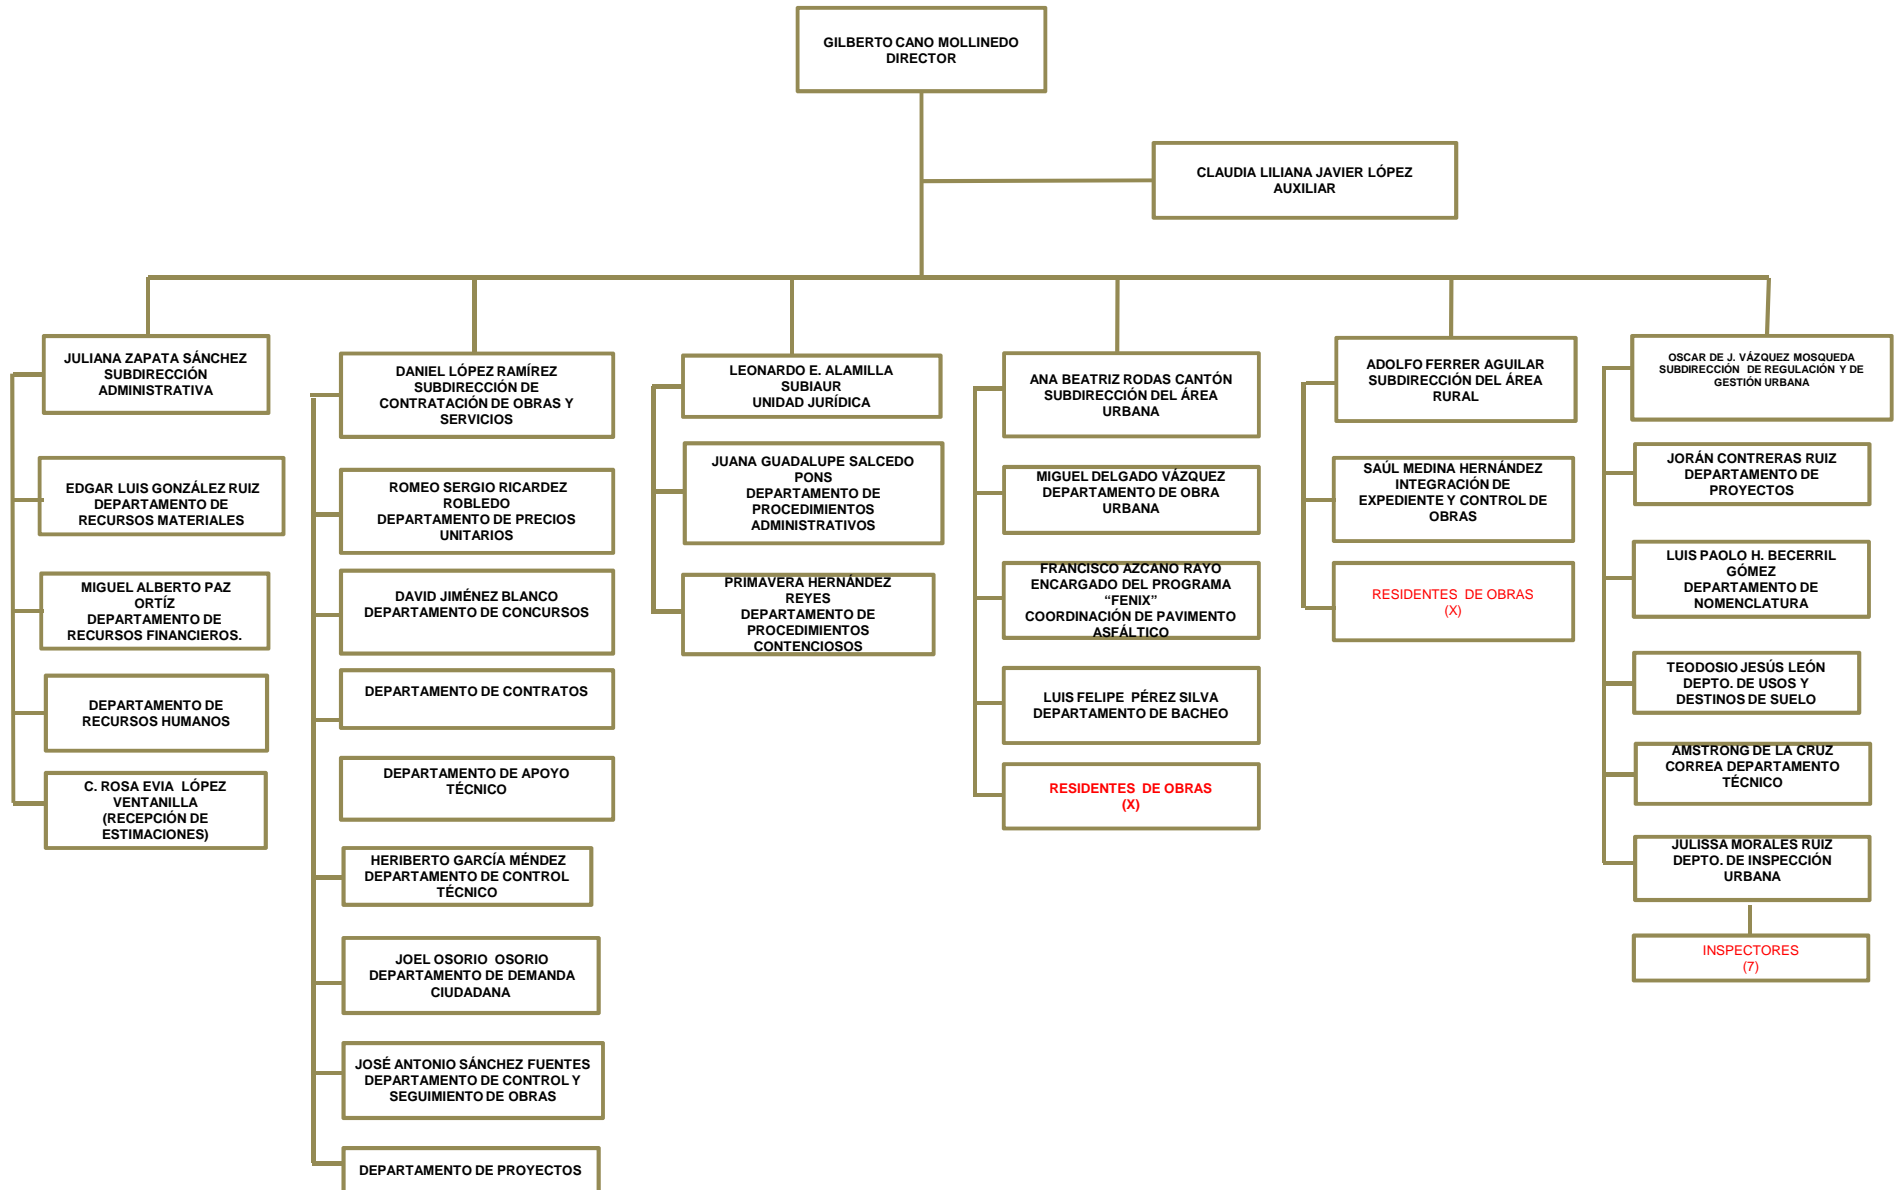 GILBERTO CANO MOLLINEDO
DIRECTOR
CLAUDIA LILIANA JAVIER LÓPEZ
AUXILIAR
JULIANA ZAPATA SÁNCHEZ
SUBDIRECCIÓN
ADMINISTRATIVA
EDGAR LUIS GONZÁLEZ RUIZ
DEPARTAMENTO DE
RECURSOS MATERIALES
MIGUEL ALBERTO PAZ
ORTÍZ
DEPARTAMENTO DE
RECURSOS FINANCIEROS.
DEPARTAMENTO DE
RECURSOS HUMANOS
C. ROSA EVIA LÓPEZ
VENTANILLA
(RECEPCIÓN DE
ESTIMACIONES)
DANIEL LÓPEZ RAMÍREZ
SUBDIRECCIÓN DE
CONTRATACIÓN DE OBRAS Y
SERVICIOS
ROMEO SERGIO RICARDEZ
ROBLEDO
DEPARTAMENTO DE PRECIOS
UNITARIOS
DAVID JIMÉNEZ BLANCO
DEPARTAMENTO DE CONCURSOS
DEPARTAMENTO DE CONTRATOS
DEPARTAMENTO DE APOYO
TÉCNICO
HERIBERTO GARCÍA MÉNDEZ
DEPARTAMENTO DE CONTROL
TÉCNICO
JOEL OSORIO OSORIO
DEPARTAMENTO DE DEMANDA
CIUDADANA
JOSÉ ANTONIO SÁNCHEZ FUENTES
DEPARTAMENTO DE CONTROL Y
SEGUIMIENTO DE OBRAS
DEPARTAMENTO DE PROYECTOS
LEONARDO E. ALAMILLA
SUBIAUR
UNIDAD JURÍDICA
JUANA GUADALUPE SALCEDO
PONS
DEPARTAMENTO DE
PROCEDIMIENTOS
ADMINISTRATIVOS
PRIMAVERA HERNÁNDEZ
REYES
DEPARTAMENTO DE
PROCEDIMIENTOS
CONTENCIOSOS
ANA BEATRIZ RODAS CANTÓN
SUBDIRECCIÓN DEL ÁREA
URBANA
MIGUEL DELGADO VÁZQUEZ
DEPARTAMENTO DE OBRA
URBANA
FRANCISCO AZCANO RAYO
ENCARGADO DEL PROGRAMA
“FENIX”
COORDINACIÓN DE PAVIMENTO
ASFÁLTICO
LUIS FELIPE PÉREZ SILVA
DEPARTAMENTO DE BACHEO
RESIDENTES DE OBRAS
(X)
ADOLFO FERRER AGUILAR
SUBDIRECCIÓN DEL ÁREA
RURAL
SAÚL MEDINA HERNÁNDEZ
INTEGRACIÓN DE
EXPEDIENTE Y CONTROL DE
OBRAS
RESIDENTES DE OBRAS
(X)
OSCAR DE J. VÁZQUEZ MOSQUEDA
SUBDIRECCIÓN DE REGULACIÓN Y DE
GESTIÓN URBANA
JORÁN CONTRERAS RUIZ
DEPARTAMENTO DE
PROYECTOS
LUIS PAOLO H. BECERRIL
GÓMEZ
DEPARTAMENTO DE
NOMENCLATURA
TEODOSIO JESÚS LEÓN
DEPTO. DE USOS Y
DESTINOS DE SUELO
AMSTRONG DE LA CRUZ
CORREA DEPARTAMENTO
TÉCNICO
JULISSA MORALES RUIZ
DEPTO. DE INSPECCIÓN
URBANA
INSPECTORES
(7)